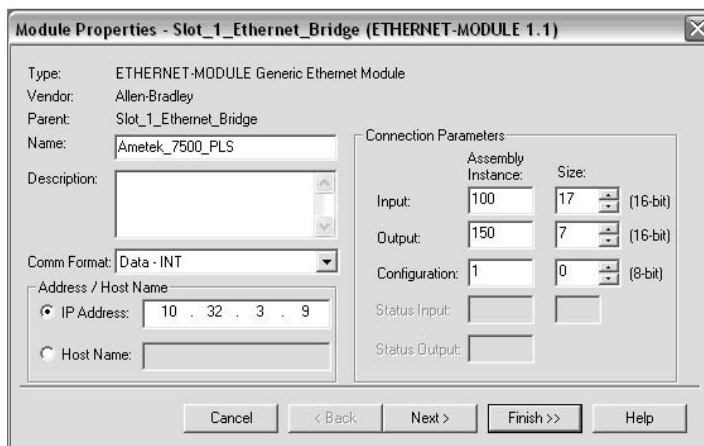 Module Properties - Slot_1_Ethernet_Bridge (ETHERNET-MODULE 1.1)
Type: ETHERNET-MODULE Generic Ethernet Module
Vendor: Allen-Bradley
Parent: Slot_1_Ethernet_Bridge
Name: Ametek_7500_PLS
Description:
Comm Format: Data - INT
Address / Host Name
IP Address: 10 . 32 . 3 . 9
Host Name:
Connection Parameters
Assembly Instance: Size:
Input: 100 17 (16-bit)
Output: 150 7 (16-bit)
Configuration: 1 0 (8-bit)
Status Input:
Status Output:
Cancel < Back Next > Finish >> Help